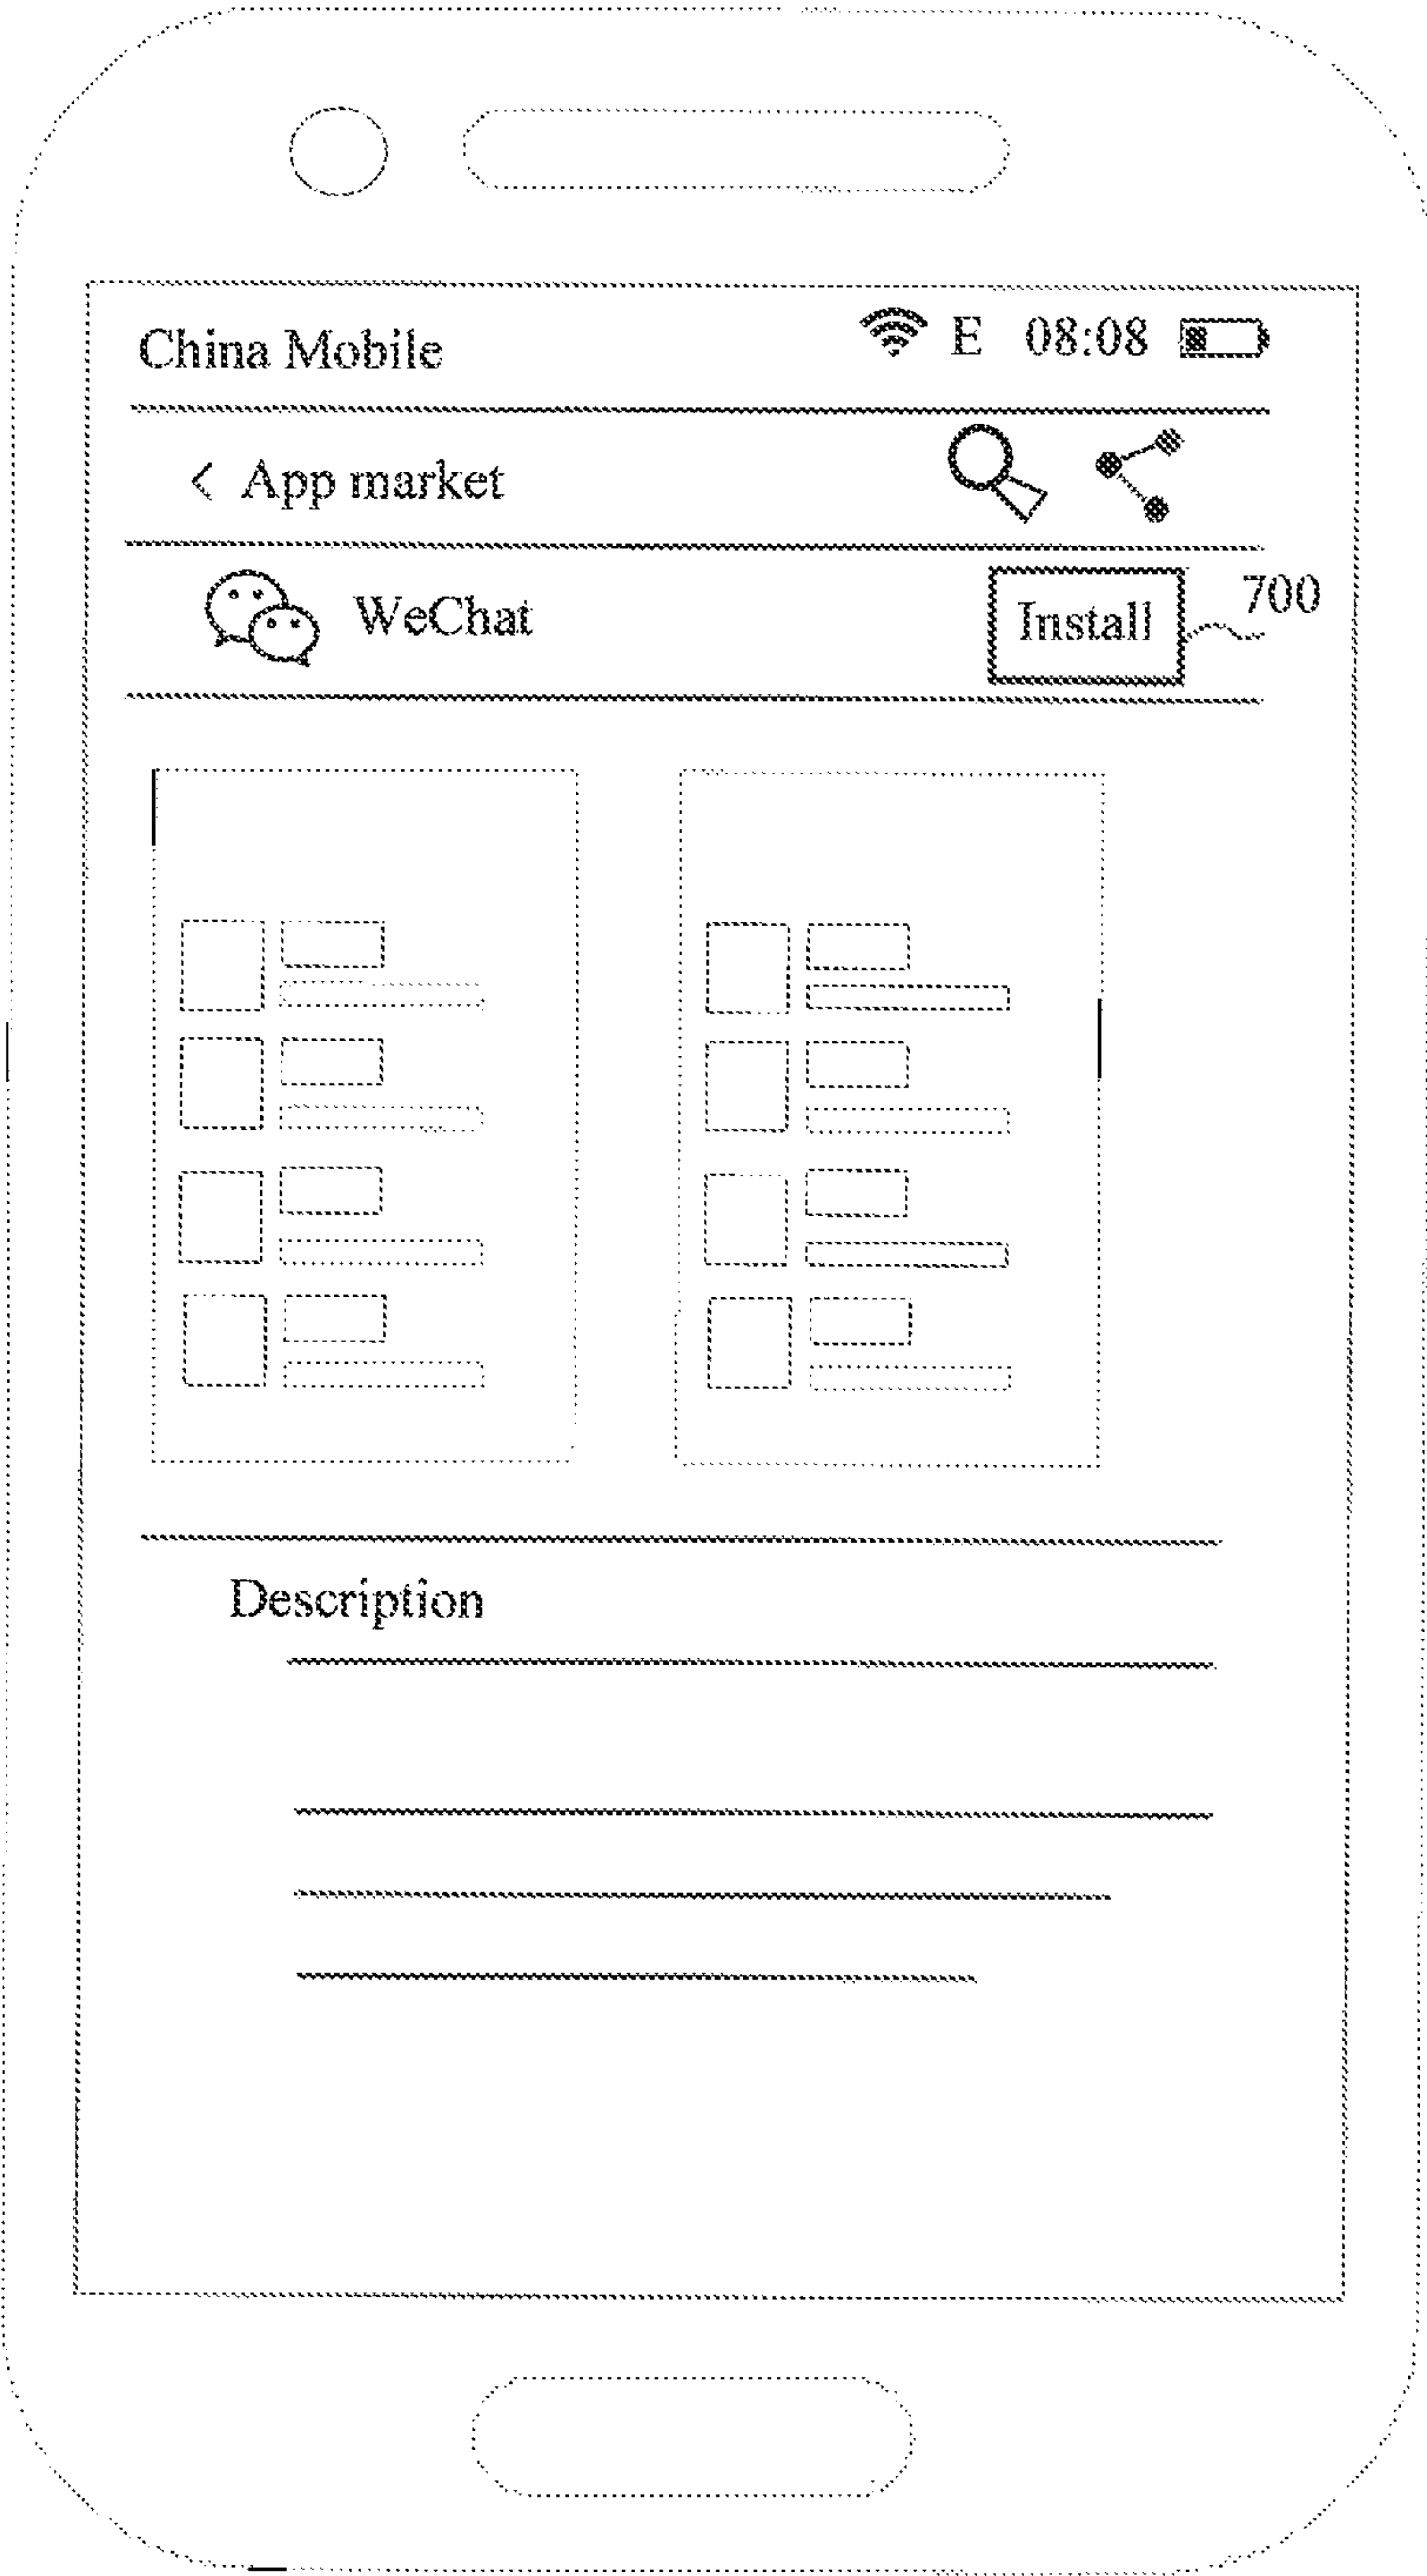 China Mobile E 08:08
< App market
WeChat Install 700
Description